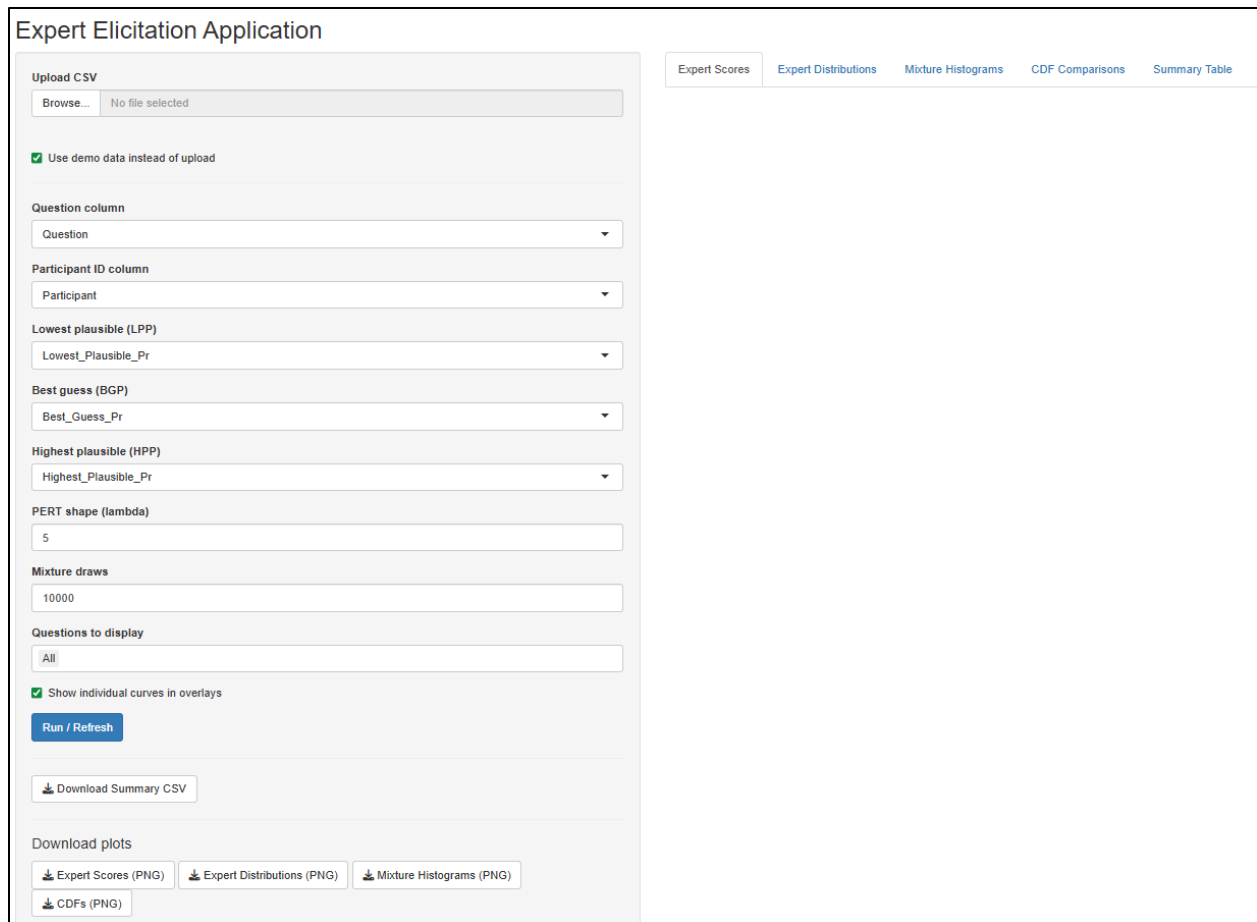 Expert Elicitation Application
Upload CSV
Browse... No file selected
Use demo data instead of upload
Question column
Question
Participant ID column
Participant
Lowest plausible (LPP)
Lowest_Plausible_Pr
Best guess (BGP)
Best_Guess_Pr
Highest plausible (HPP)
Highest_Plausible_Pr
PERT shape (lambda)
5
Mixture draws
10000
Questions to display
All
Show individual curves in overlays
Run / Refresh
Download Summary CSV
Download plots
Expert Scores (PNG) Expert Distributions (PNG) Mixture Histograms (PNG)
CDFs (PNG)
Expert Scores Expert Distributions Mixture Histograms CDF Comparisons Summary Table